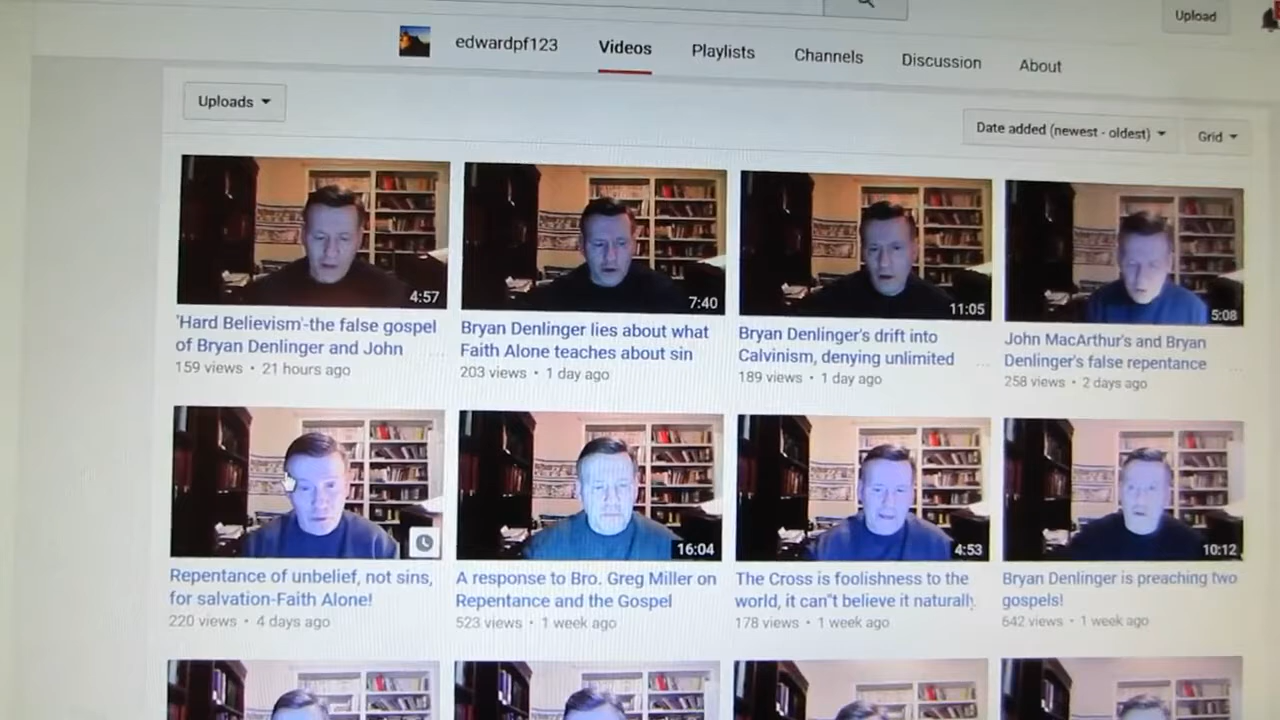 Upload
edwardpf123 Videos Playlists Channels Discussion About
Uploads
Date added (newest - oldest) Grid
4:57
7:40
11:05
5:08
'Hard Believism'-the false gospel
of Bryan Denlinger and John
159 views • 21 hours ago
Bryan Denlinger lies about what
Faith Alone teaches about sin
203 views • 1 day ago
Bryan Denlinger's drift into
Calvinism, denying unlimited
189 views • 1 day ago
John MacArthur's and Bryan
Denlinger's false repentance
258 views • 2 days ago
16:04
4:53
10:12
Repentance of unbelief, not sins,
for salvation-Faith Alone!
220 views • 4 days ago
A response to Bro. Greg Miller on
Repentance and the Gospel
523 views • 1 week ago
The Cross is foolishness to the
world, it can"t believe it naturally.
178 views • 1 week ago
Bryan Denlinger is preaching two
gospels!
642 views • 1 week ago